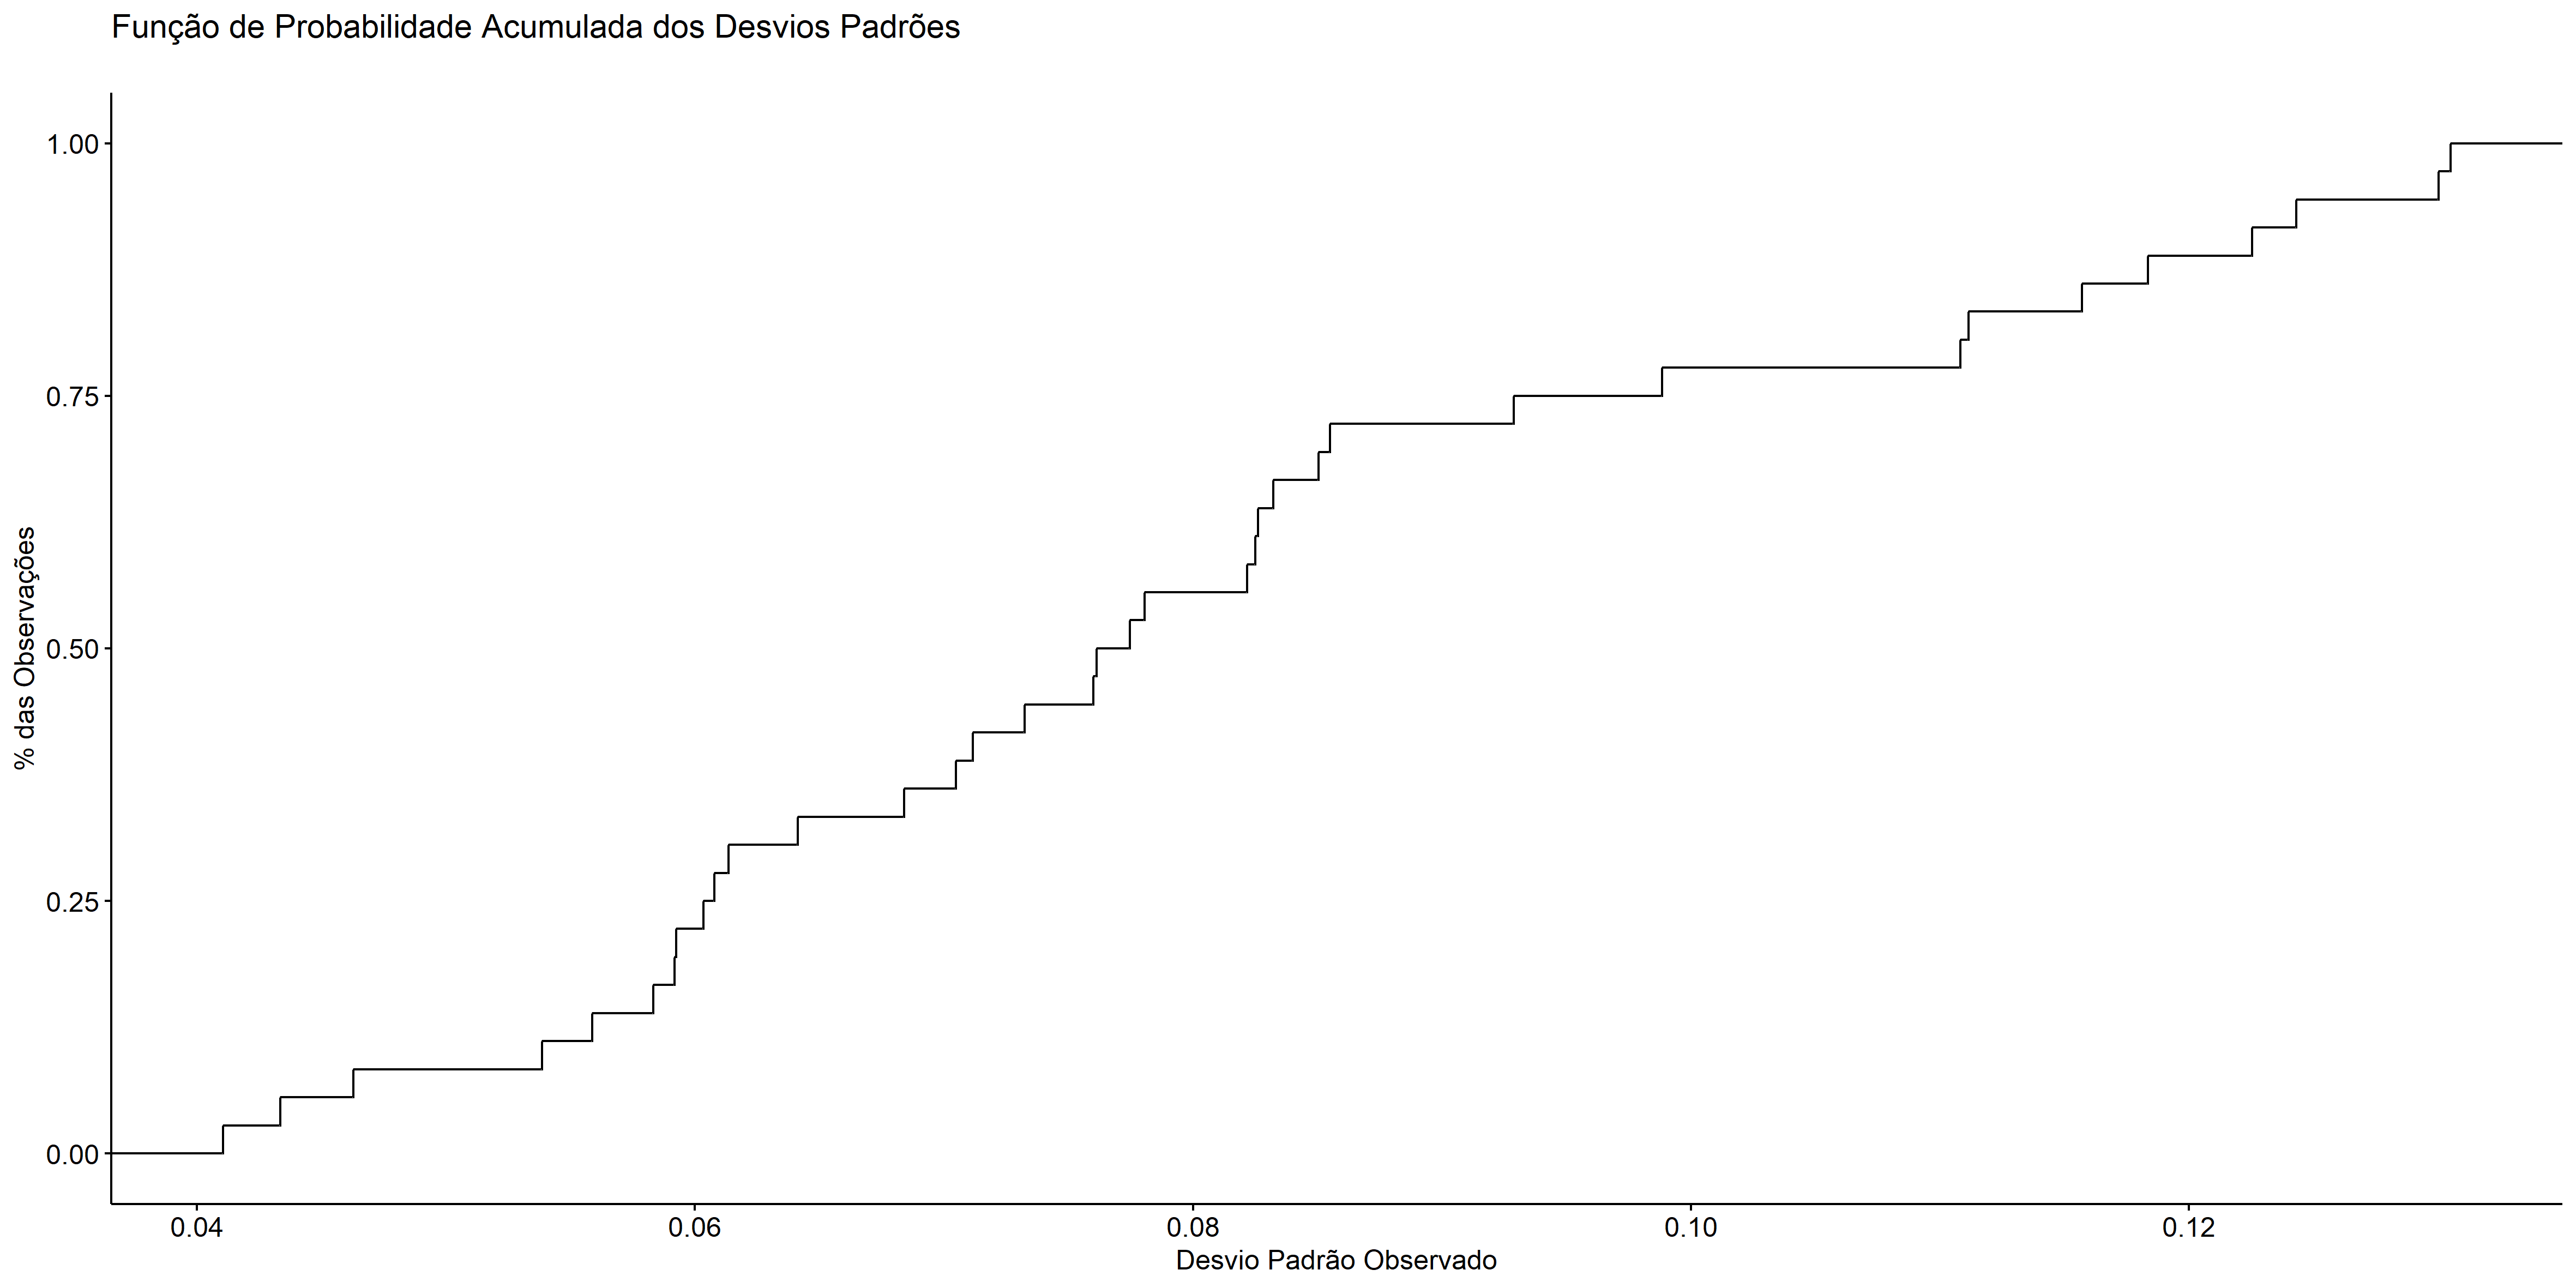 Função de Probabilidade Acumulada dos Desvios Padrões
1.00
0.75
0.50
0.25
0.00
% das Observações
0.04 0.06 0.08 0.10 0.12
Desvio Padrão Observado